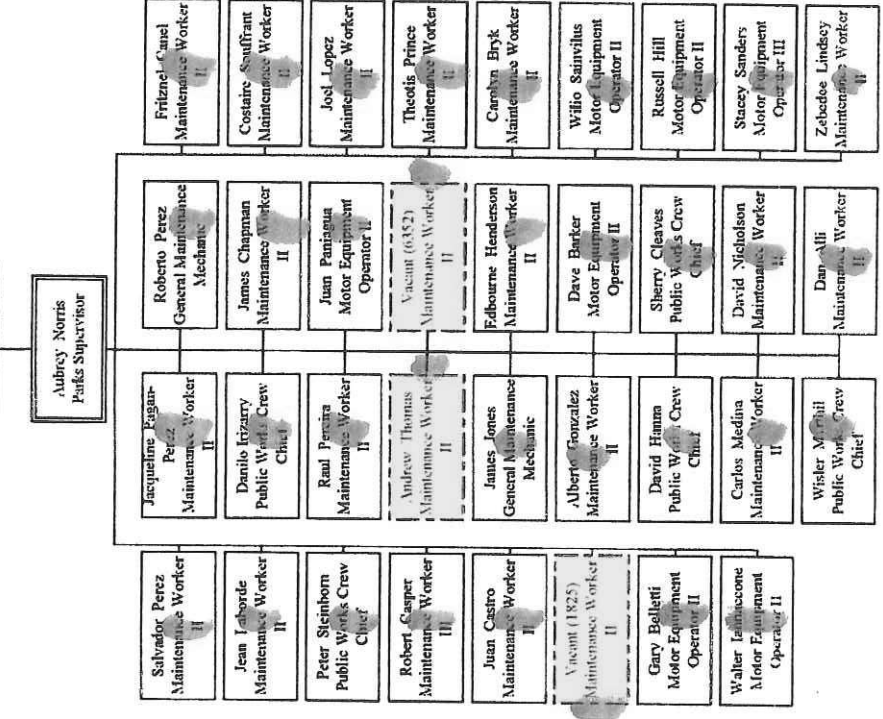 Aubrey Norris
Parks Supervisor
Salvador Perez
Maintenance Worker
II
Jean Laborde
Maintenance Worker
II
Peter Steinborn
Public Works Crew
Chief
Robert Casper
Maintenance Worker
III
Juan Castro
Maintenance Worker
II
Vacant (1825)
Maintenance Worker
II
Gary Belletti
Motor Equipment
Operator II
Walter Iannaccone
Motor Equipment
Operator II
Jacqueline Pagan-
Perez
Maintenance Worker
II
Danilo Irizarry
Public Works Crew
Chief
Raul Pereira
Maintenance Worker
II
Andrew Thomas
Maintenance Worker
II
James Jones
General Maintenance
Mechanic
Alberto Gonzalez
Maintenance Worker
II
David Hanna
Public Works Crew
Chief
Carlos Medina
Maintenance Worker
II
Wisler
Public Works Crew
Chief
Roberto Perez
General Maintenance
Mechanic
James Chapman
Maintenance Worker
II
Juan Paniagua
Motor Equipment
Operator II
Vacant (6352)
Maintenance Worker
II
Edbourne Henderson
Maintenance Worker
II
Dave Barker
Motor Equipment
Operator II
Sherry Cleaves
Public Works Crew
Chief
David Nicholson
Maintenance Worker
II
Dan Alli
Maintenance Worker
II
Fritznel Canel
Maintenance Worker
II
Costaire Souffrant
Maintenance Worker
II
Joel Lopez
Maintenance Worker
II
Theotis Prince
Maintenance Worker
II
Carolyn Bryk
Maintenance Worker
II
Willio Sainvilus
Motor Equipment
Operator II
Russell Hill
Motor Equipment
Operator II
Stacey Sanders
Motor Equipment
Operator III
Zebedee Lindsey
Maintenance Worker
II